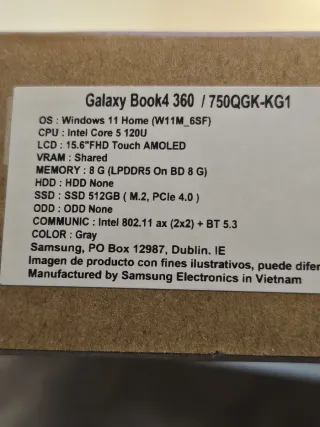 Galaxy Book4 360 / 750QGK-KG1
OS : Windows 11 Home (W11M_6SF)
CPU : Intel Core 5 120U
LCD : 15.6"FHD Touch AMOLED
VRAM : Shared
MEMORY : 8 G (LPDDR5 On BD 8 G)
HDD : HDD None
SSD : SSD 512GB ( M.2, PCIe 4.0 )
ODD : ODD None
COMMUNIC : Intel 802.11 ax (2x2) + BT 5.3
COLOR : Gray
Samsung, PO Box 12987, Dublin. IE
Imagen de producto con fines ilustrativos, puede difer
Manufactured by Samsung Electronics in Vietnam